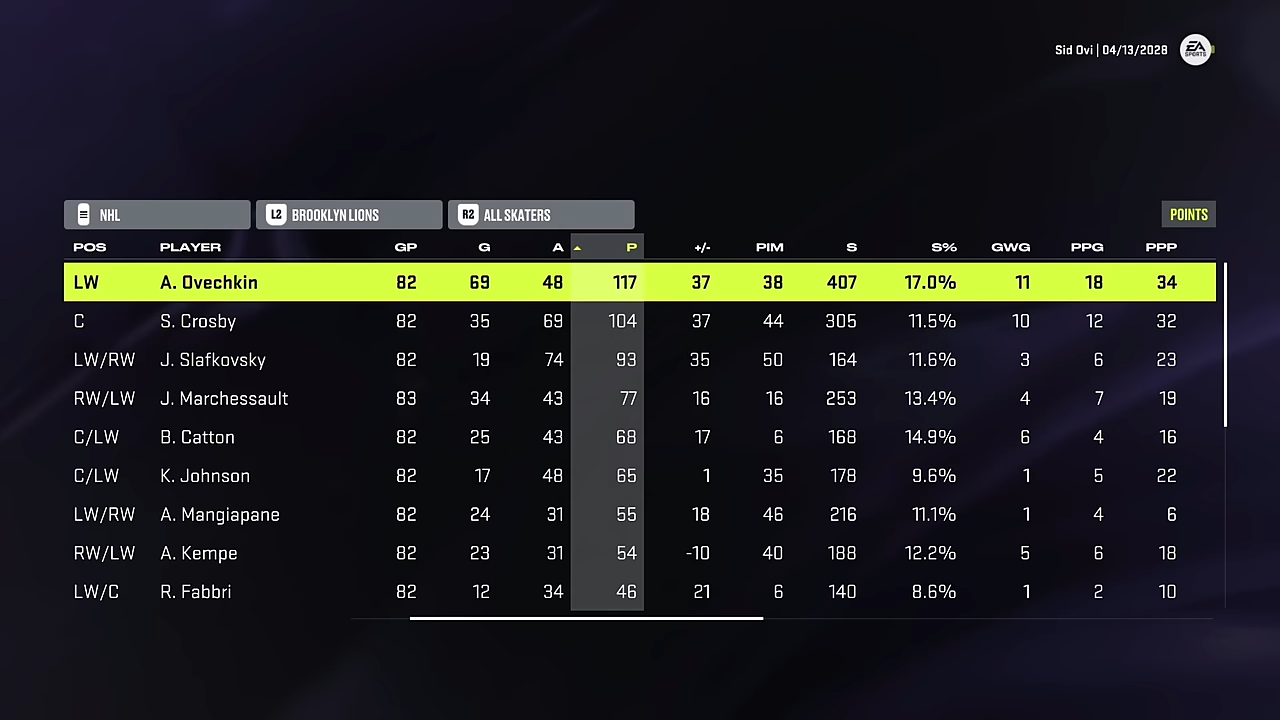 Sid Ovi | 04/13/2028 EA SPORTS
NHL L2 BROOKLYN LIONS R2 ALL SKATERS POINTS
POS PLAYER GP G A P +/- PIM S S% GWG PPG PPP
LW A. Ovechkin 82 69 48 117 37 38 407 17.0% 11 18 34
C S. Crosby 82 35 69 104 37 44 305 11.5% 10 12 32
LW/RW J. Slafkovsky 82 19 74 93 35 50 164 11.6% 3 6 23
RW/LW J. Marchessault 83 34 43 77 16 16 253 13.4% 4 7 19
C/LW B. Catton 82 25 43 68 17 6 168 14.9% 6 4 16
C/LW K. Johnson 82 17 48 65 1 35 178 9.6% 1 5 22
LW/RW A. Mangiapane 82 24 31 55 18 46 216 11.1% 1 4 6
RW/LW A. Kempe 82 23 31 54 -10 40 188 12.2% 5 6 18
LW/C R. Fabbri 82 12 34 46 21 6 140 8.6% 1 2 10